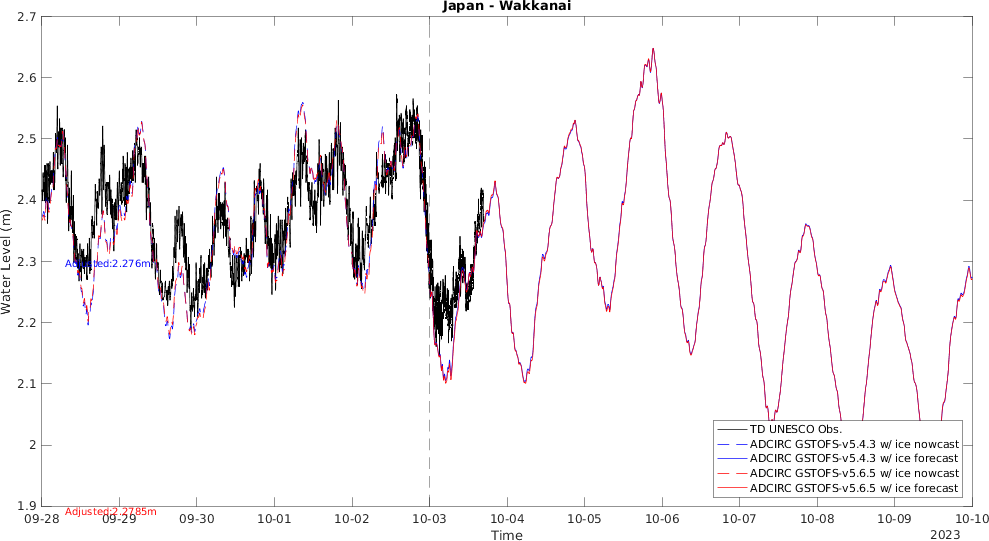 Japan - Wakkanai
2.7
2.6
2.5
2.4
2.3
2.2
2.1
2
1.9
Water Level (m)
Adjusted:2.276m
Adjusted:2.2785m
TD UNESCO Obs.
ADCIRC GSTOFS-v5.4.3 w/ ice nowcast
ADCIRC GSTOFS-v5.4.3 w/ ice forecast
ADCIRC GSTOFS-v5.6.5 w/ ice nowcast
ADCIRC GSTOFS-v5.6.5 w/ ice forecast
09-28 09-29 09-30 10-01 10-02 10-03 10-04 10-05 10-06 10-07 10-08 10-09 10-10
Time
2023